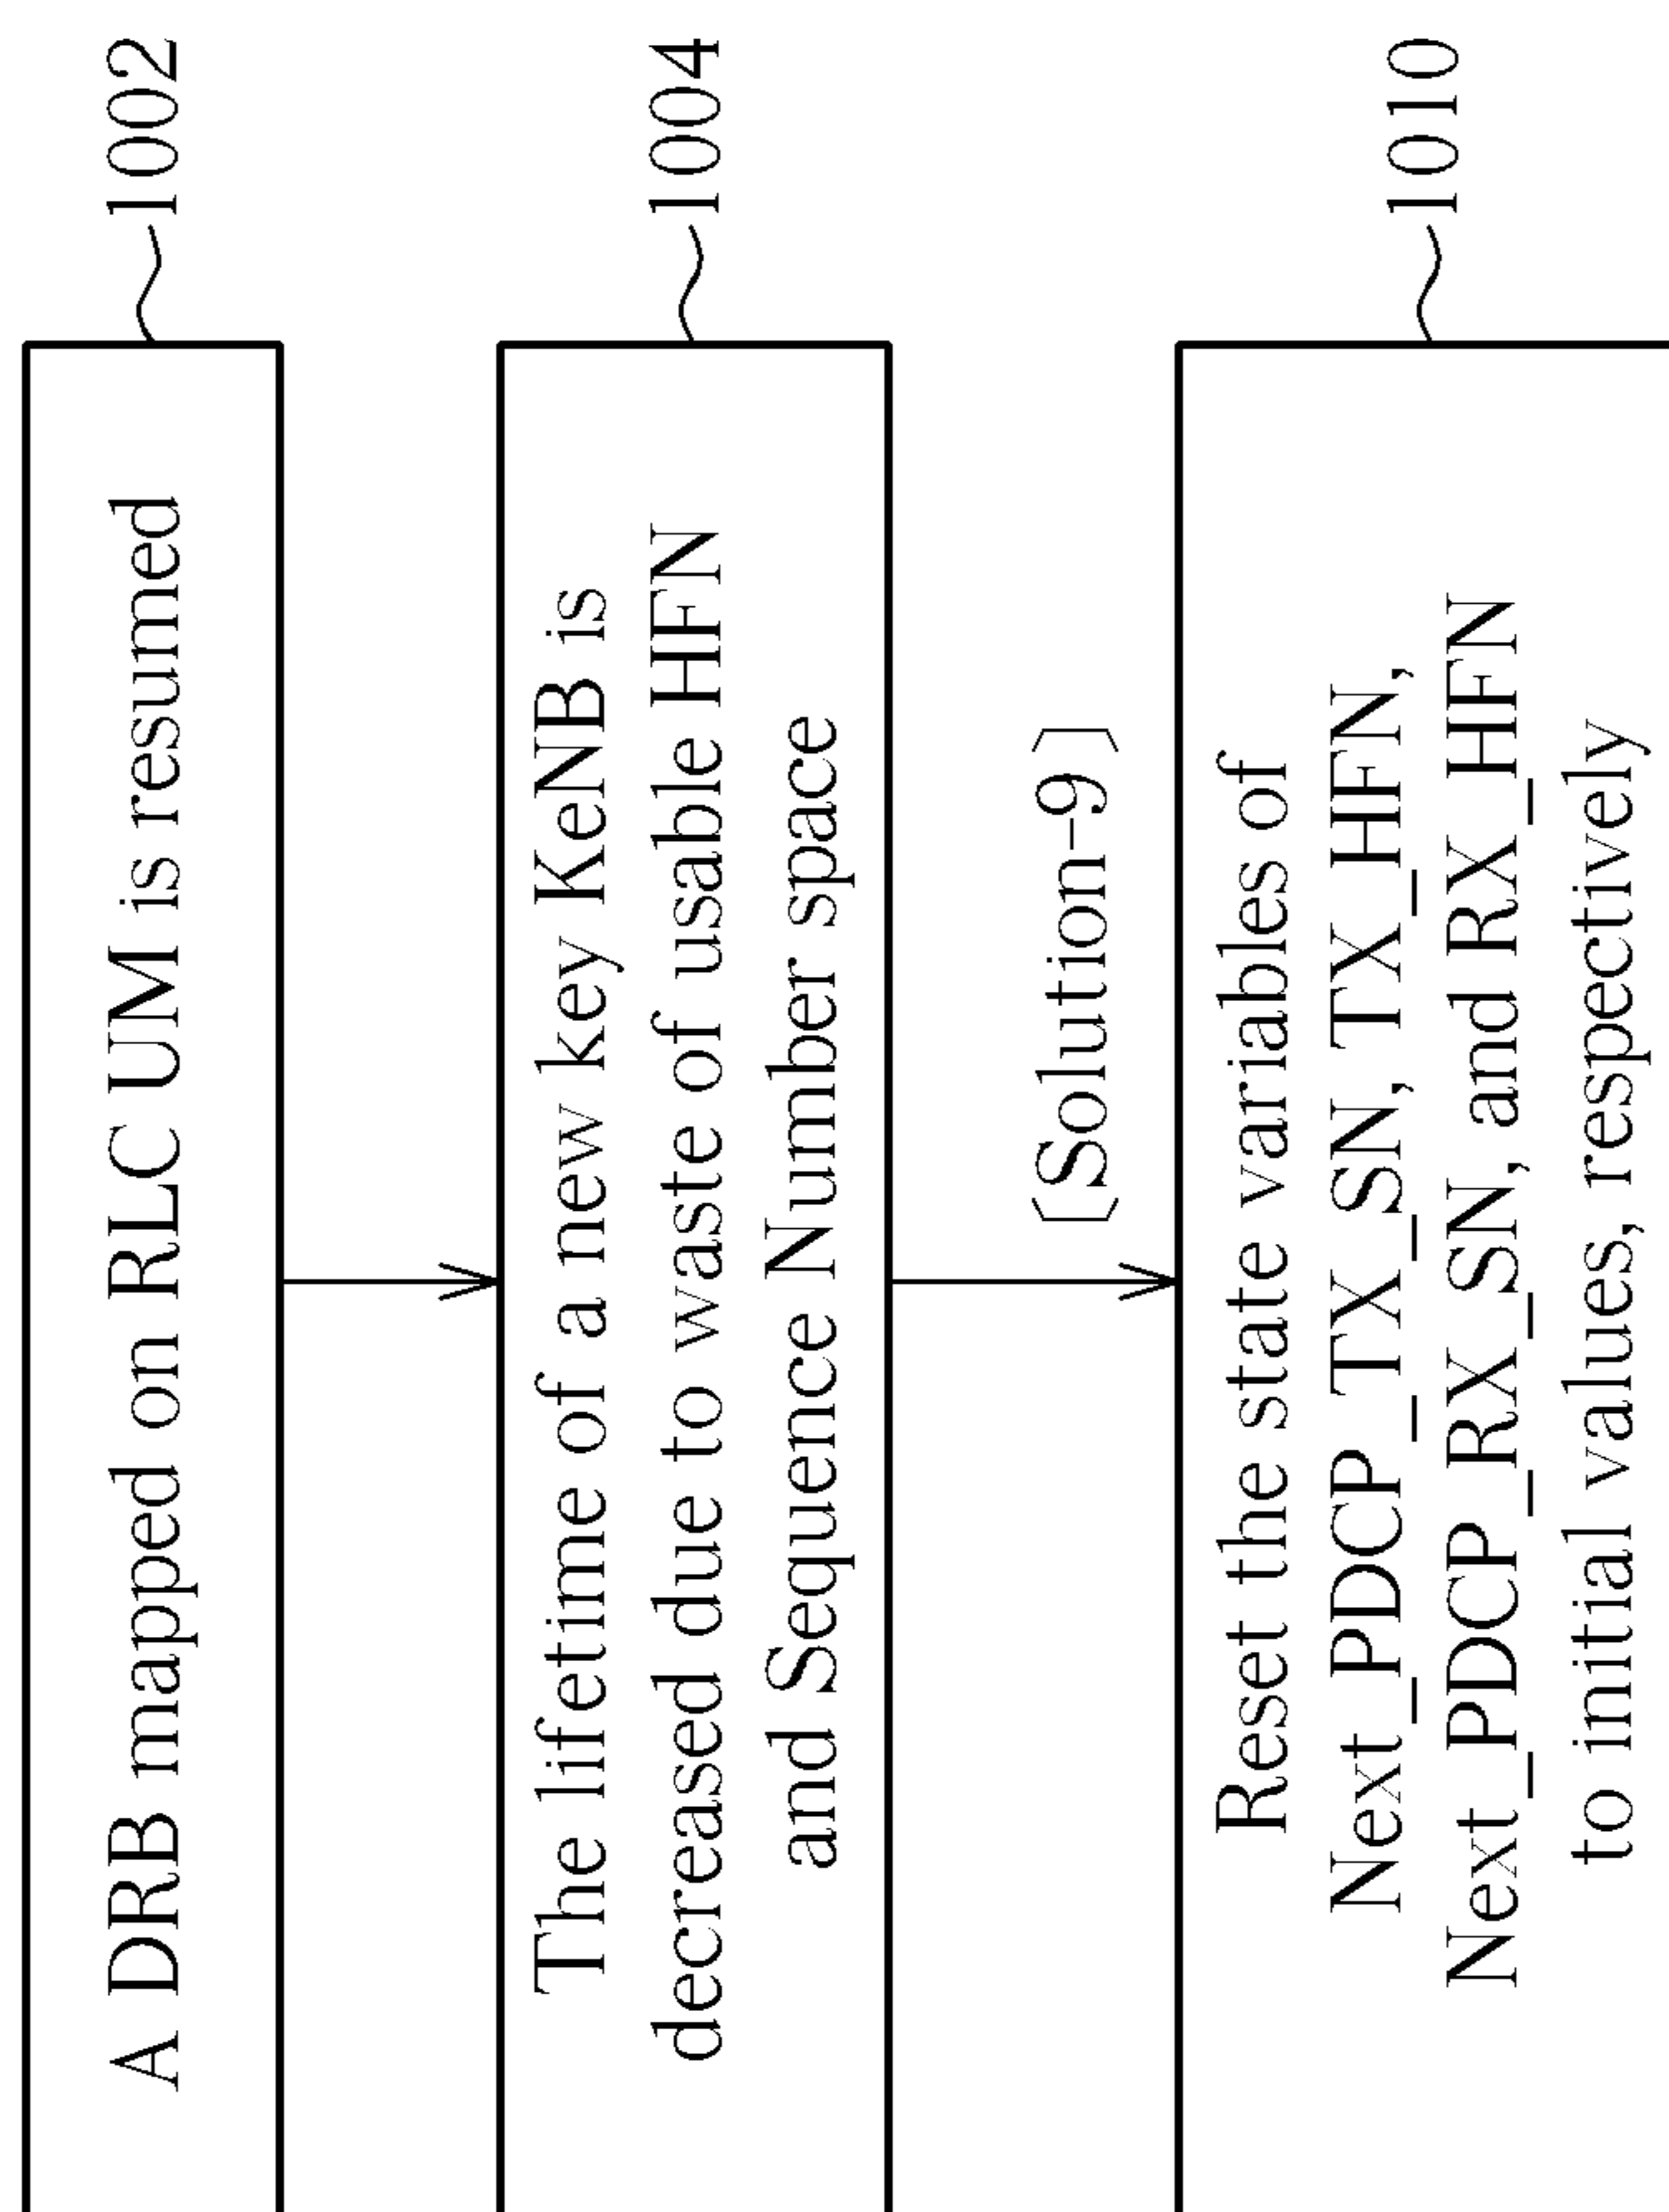 A DRB mapped on RLC UM is resumed
1002
The lifetime of a new key KeNB is
decreased due to waste of usable HFN
and Sequence Number space
1004
(Solution-9)
Reset the state variables of
Next_PDCP_TX_SN, TX_HFN,
Next_PDCP_RX_SN, and RX_HFN
to initial values, respectively
1010